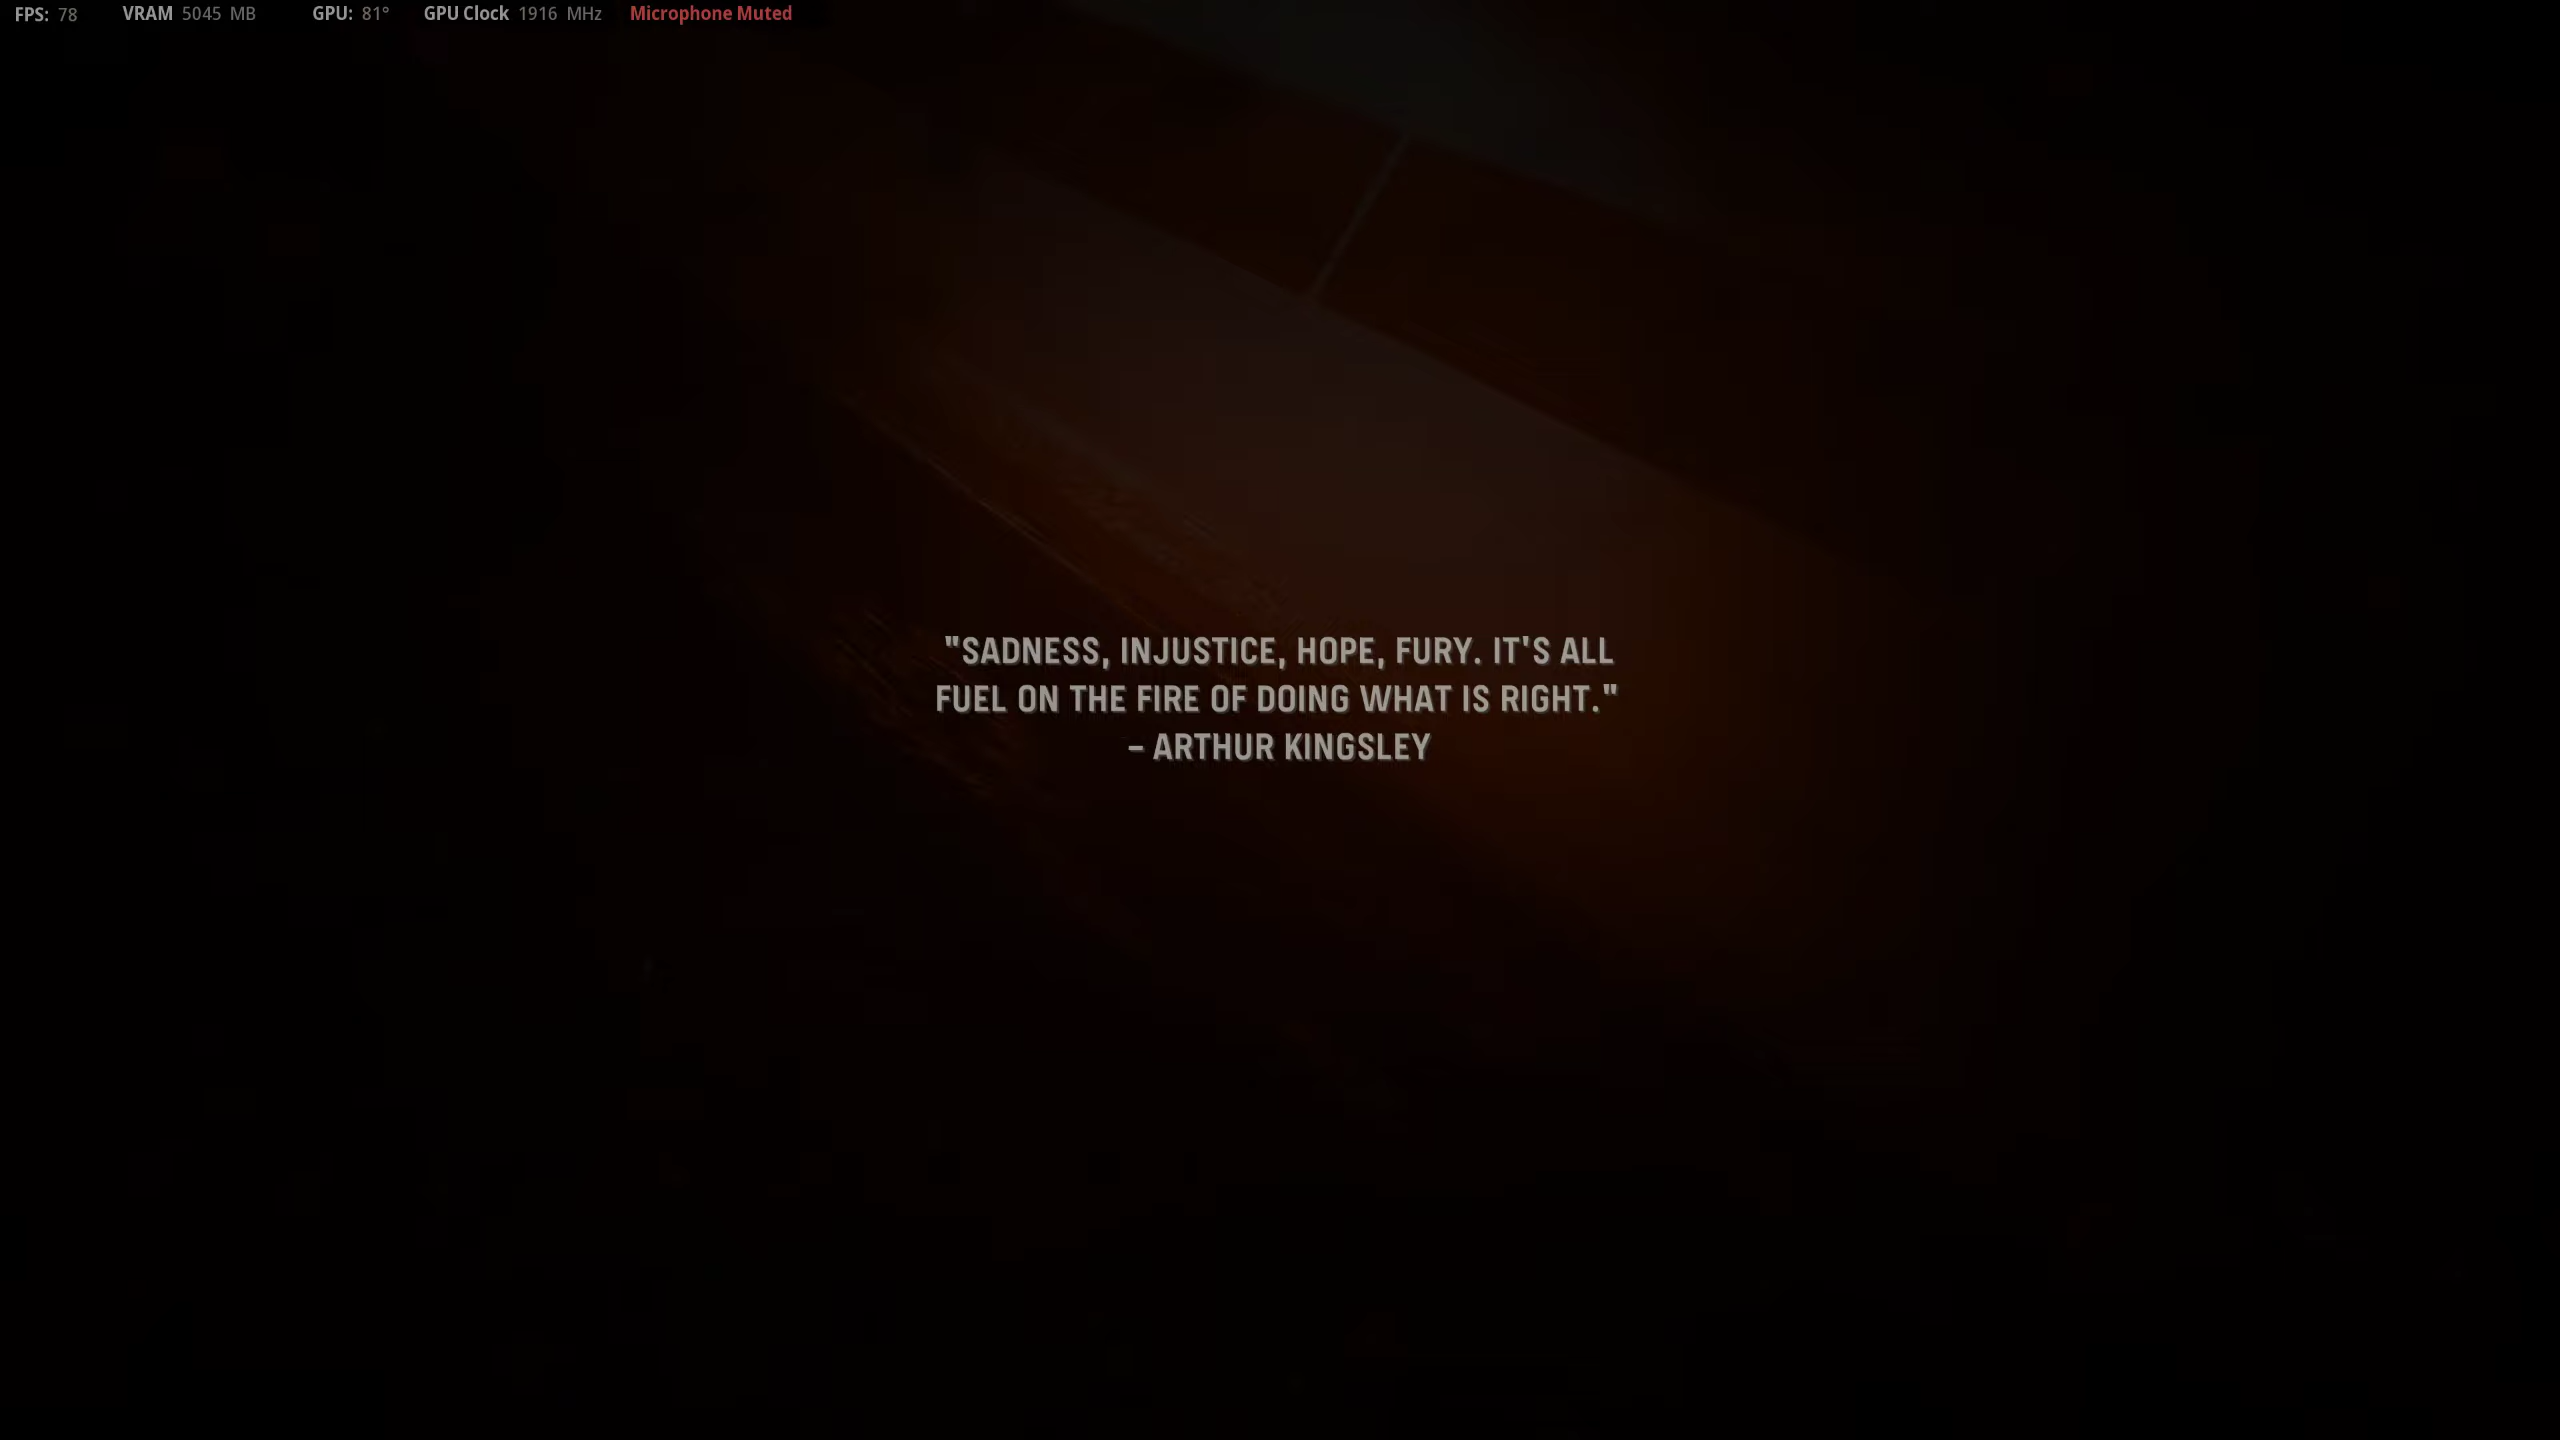 FPS: 78 VRAM 5045 MB GPU: 81° GPU Clock 1916 MHz Microphone Muted
"SADNESS, INJUSTICE, HOPE, FURY. IT'S ALL
FUEL ON THE FIRE OF DOING WHAT IS RIGHT."
– ARTHUR KINGSLEY